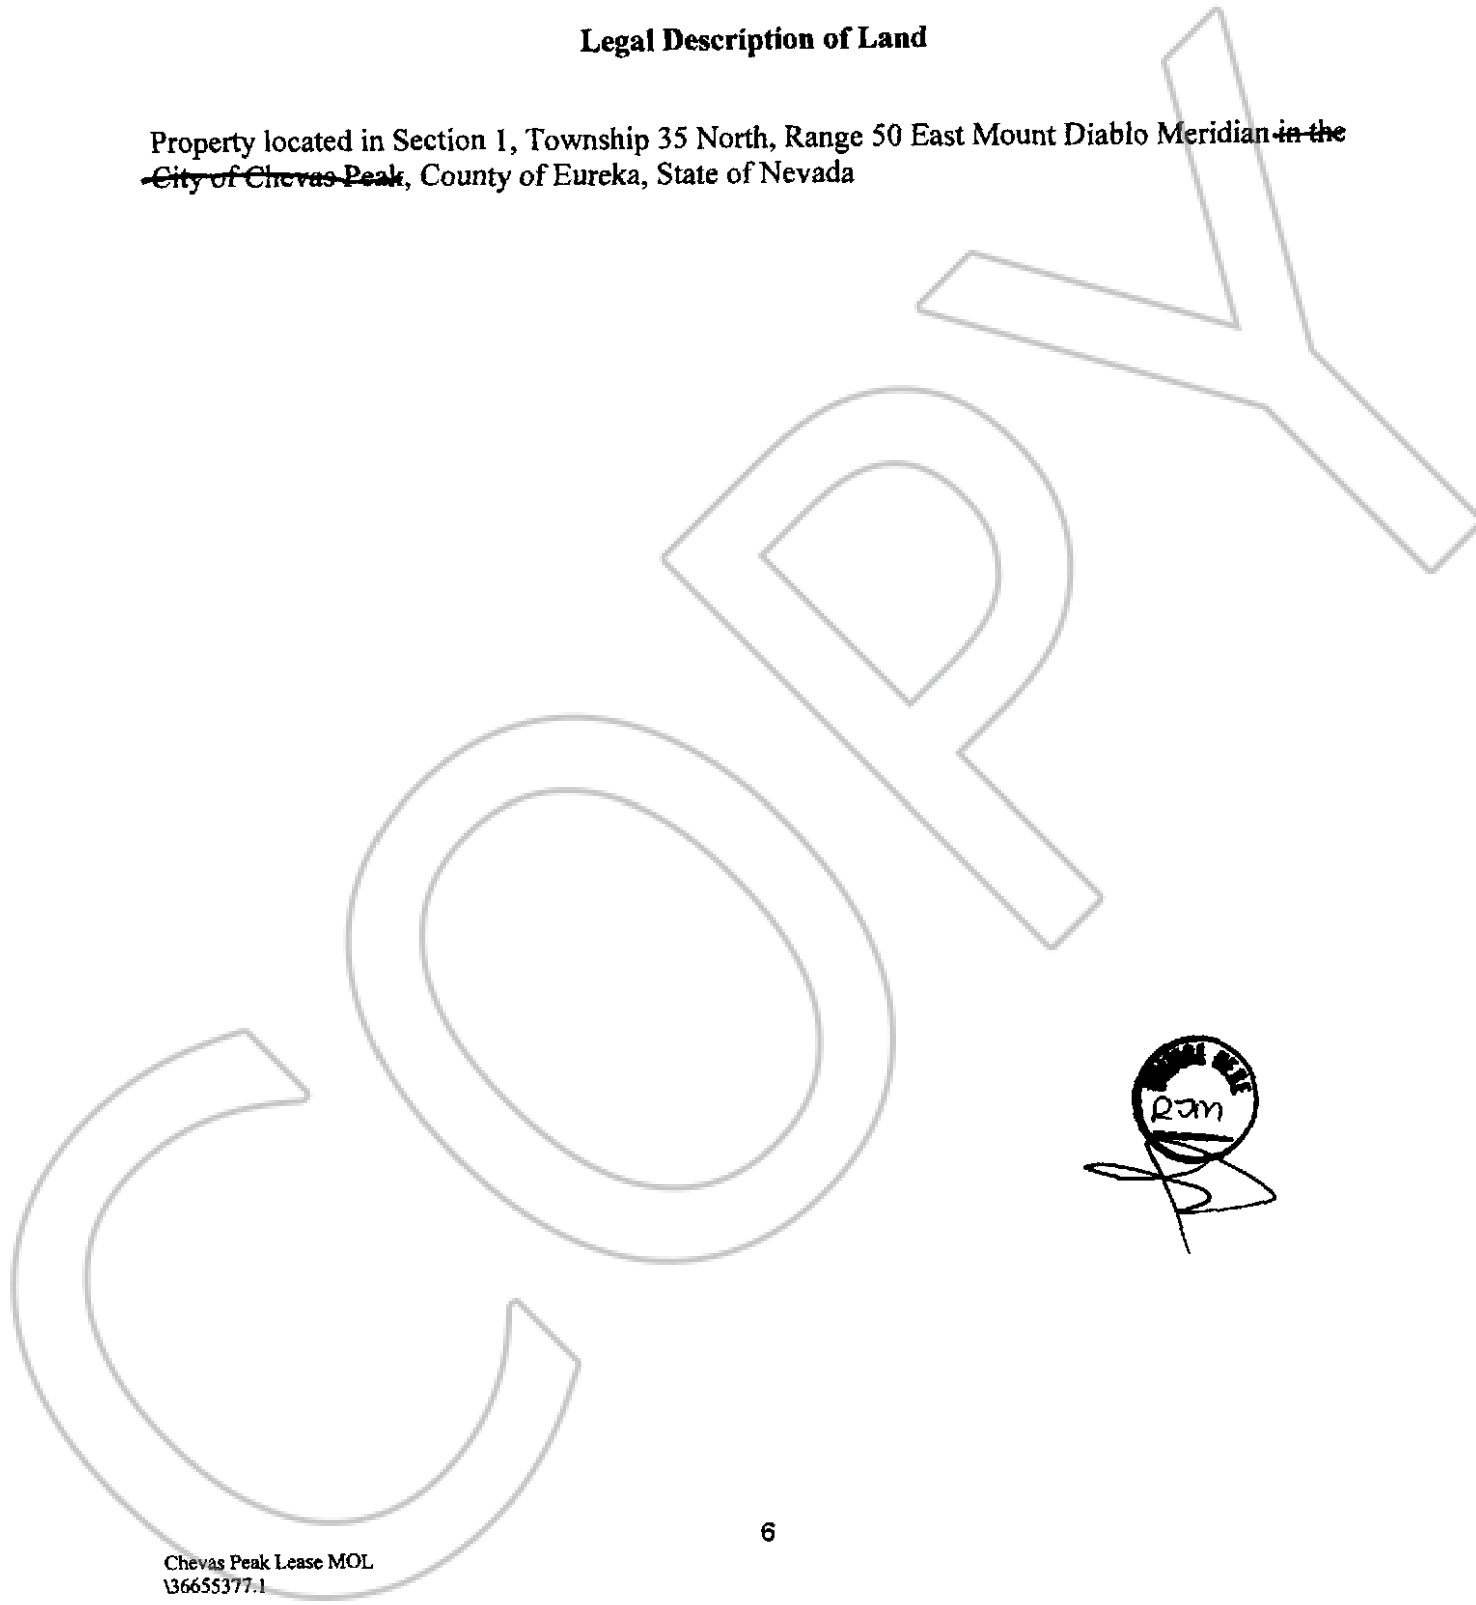 Legal Description of Land
Property located in Section 1, Township 35 North, Range 50 East Mount Diablo Meridian in the
City of Chevas Peak, County of Eureka, State of Nevada
COPY
RJM
6
Chevas Peak Lease MOL
\36655377.1